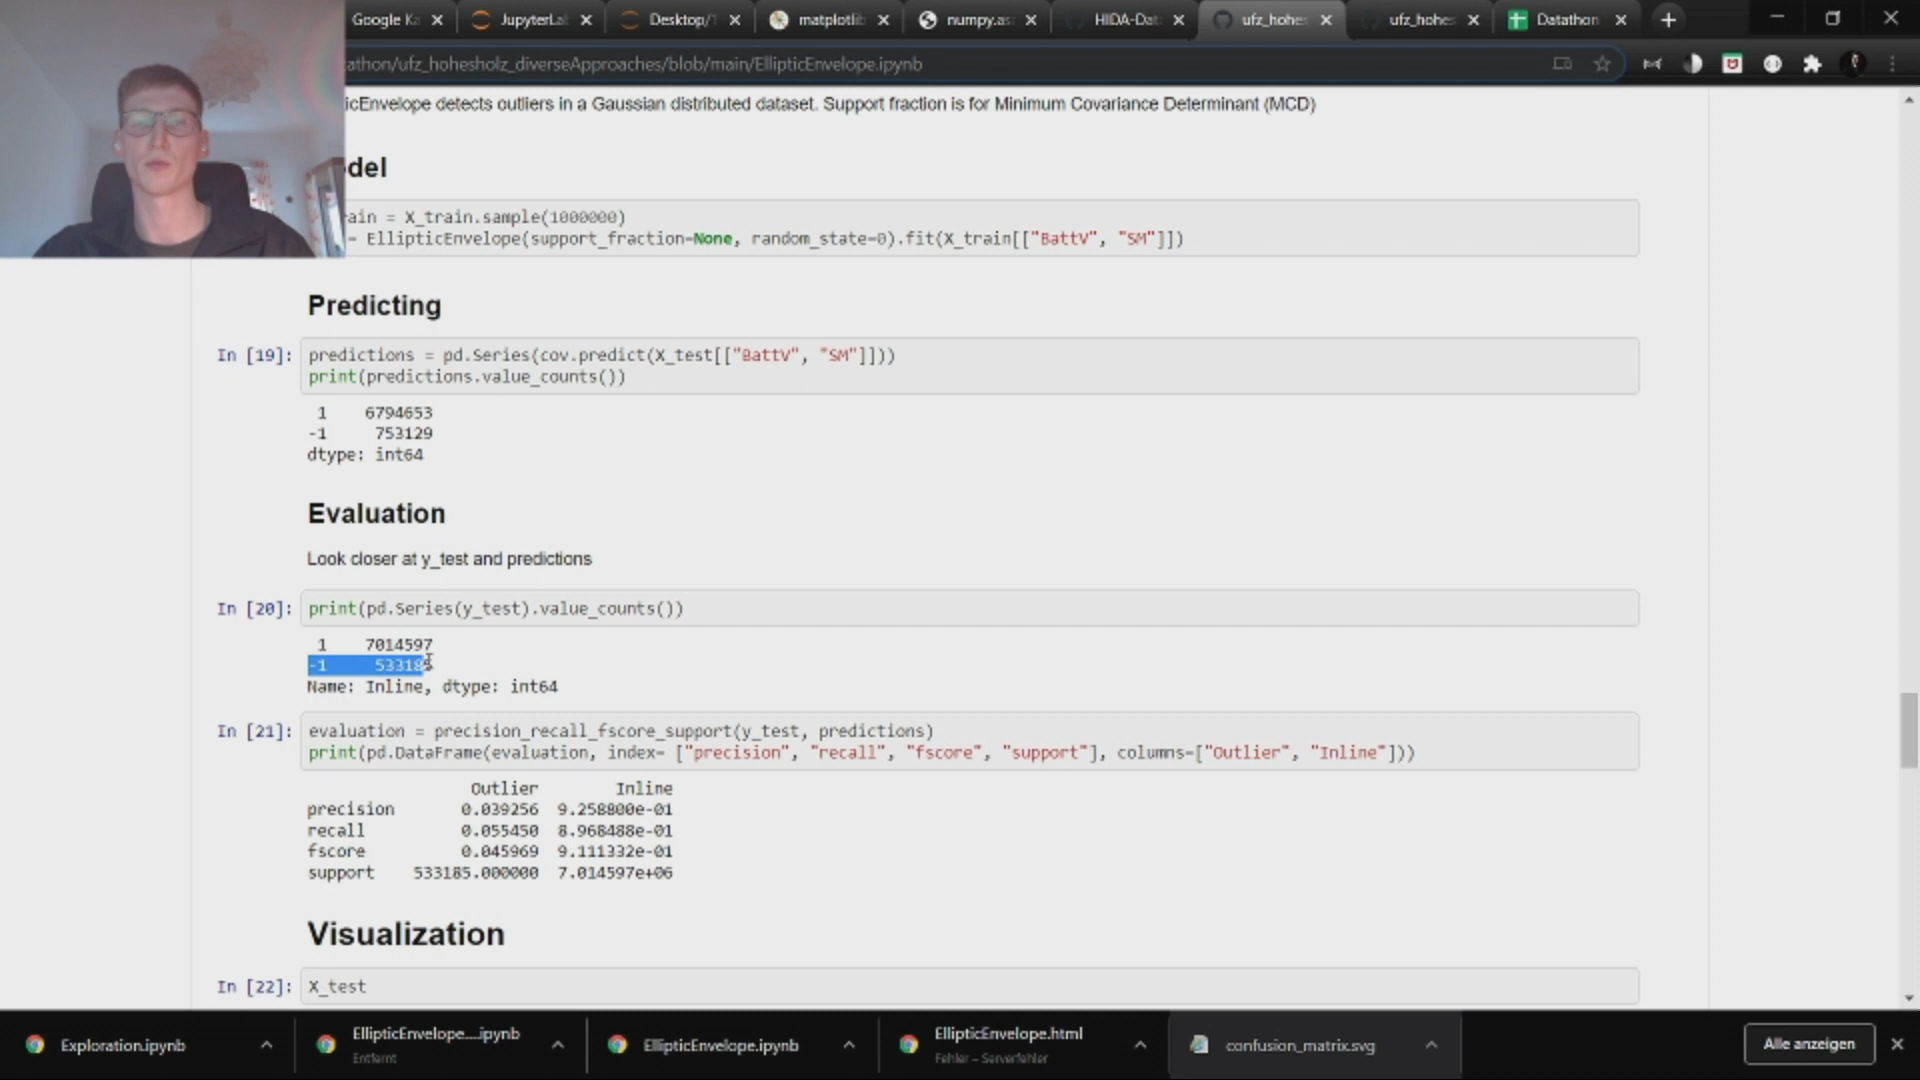 Google Ka
JupyterLa
Desktop/
matplotlib
numpy.as
HIDA-Dat
ufz_hohes
ufz_hohes
Datathon
athon/ufz_hohesholz_diverseApproaches/blob/main/EllipticEnvelope.ipynb
icEnvelope detects outliers in a Gaussian distributed dataset. Support fraction is for Minimum Covariance Determinant (MCD)
del
ain = X_train.sample(1000000)
= EllipticEnvelope(support_fraction=None, random_state=0).fit(X_train[["BattV", "SM"]])
Predicting
In [19]: predictions = pd.Series(cov.predict(X_test[["BattV", "SM"]]))
print(predictions.value_counts())
1 6794653
-1 753129
dtype: int64
Evaluation
Look closer at y_test and predictions
In [20]: print(pd.Series(y_test).value_counts())
1 7014597
-1 533185
Name: Inline, dtype: int64
In [21]: evaluation = precision_recall_fscore_support(y_test, predictions)
print(pd.DataFrame(evaluation, index= ["precision", "recall", "fscore", "support"], columns=["Outlier", "Inline"]))
Outlier Inline
precision 0.039256 9.258800e-01
recall 0.055450 8.968488e-01
fscore 0.045969 9.111332e-01
support 533185.000000 7.014597e+06
Visualization
In [22]: X_test
Exploration.ipynb
EllipticEnvelope....ipynb
Entfernt
EllipticEnvelope.ipynb
EllipticEnvelope.html
Fehler – Serverfehler
confusion_matrix.svg
Alle anzeigen